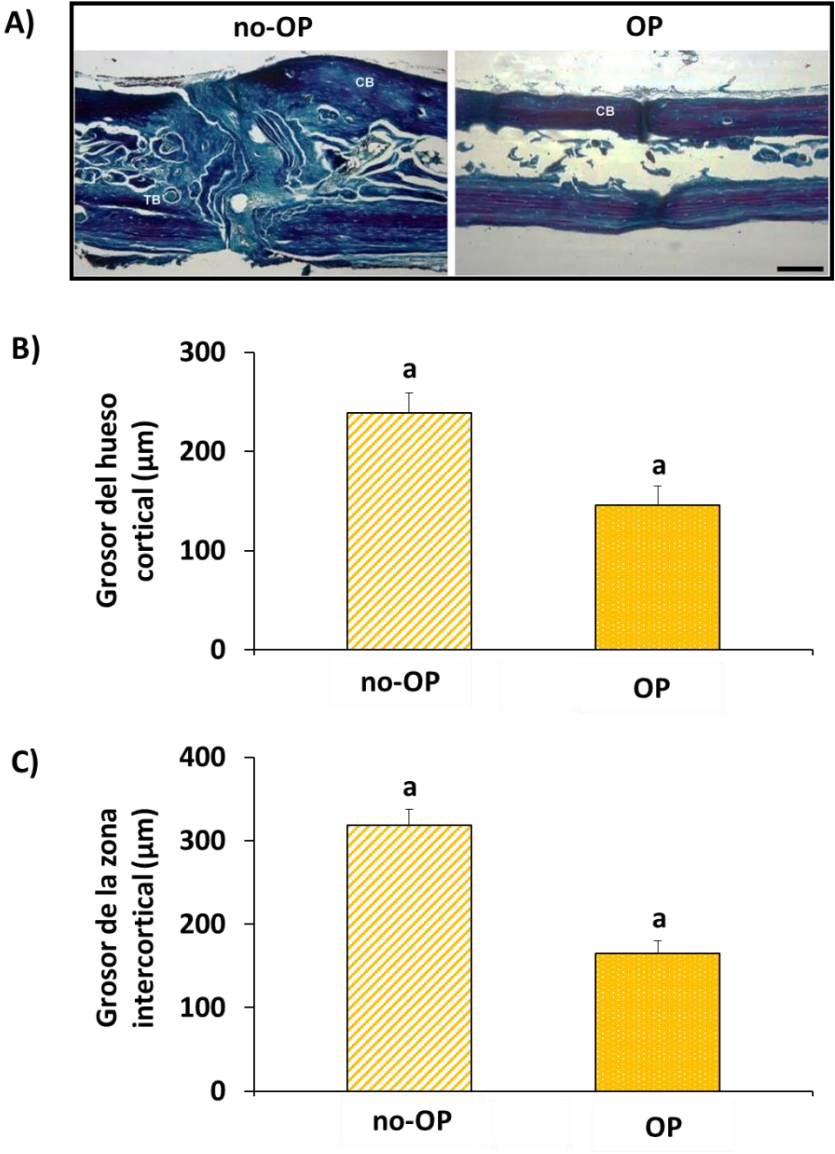 A)
no-OP
OP
CB
TB
CB
B)
Grosor del hueso
cortical (µm)
300
200
100
0
a
a
no-OP
OP
C)
Grosor de la zona
intercortical (µm)
400
300
200
100
0
a
a
no-OP
OP